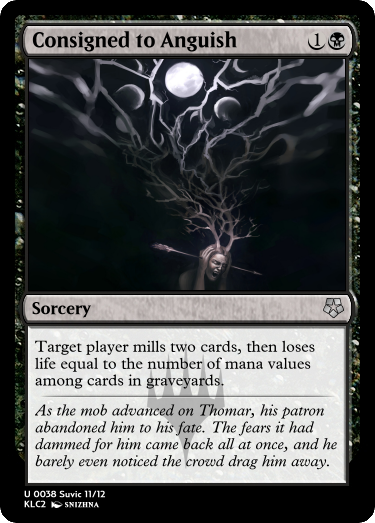 Consigned to Anguish 1
Sorcery
Target player mills two cards, then loses
life equal to the number of mana values
among cards in graveyards.
As the mob advanced on Thomar, his patron
abandoned him to his fate. The fears it had
dammed for him came back all at once, and he
barely even noticed the crowd drag him away.
U 0038 Suvic 11/12
KLC2 SNIZHNA